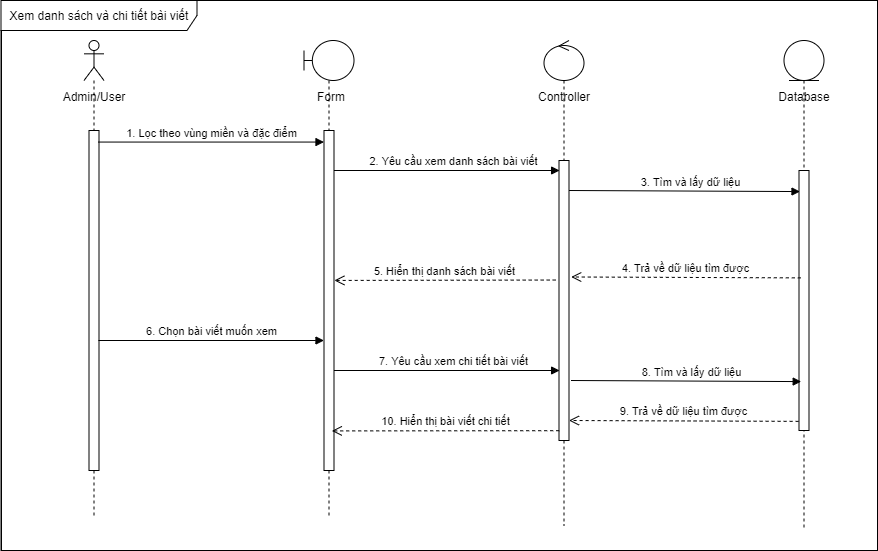 Xem danh sách và chi tiết bài viết
Admin/User
Form
Controller
Database
1. Lọc theo vùng miền và đặc điểm
2. Yêu cầu xem danh sách bài viết
3. Tìm và lấy dữ liệu
4. Trả về dữ liệu tìm được
5. Hiển thị danh sách bài viết
6. Chọn bài viết muốn xem
7. Yêu cầu xem chi tiết bài viết
8. Tìm và lấy dữ liệu
9. Trả về dữ liệu tìm được
10. Hiển thị bài viết chi tiết